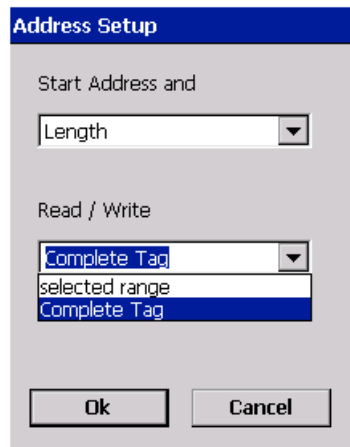 Address Setup
Start Address and
Length
Read / Write
Complete Tag
selected range
Complete Tag
Ok
Cancel